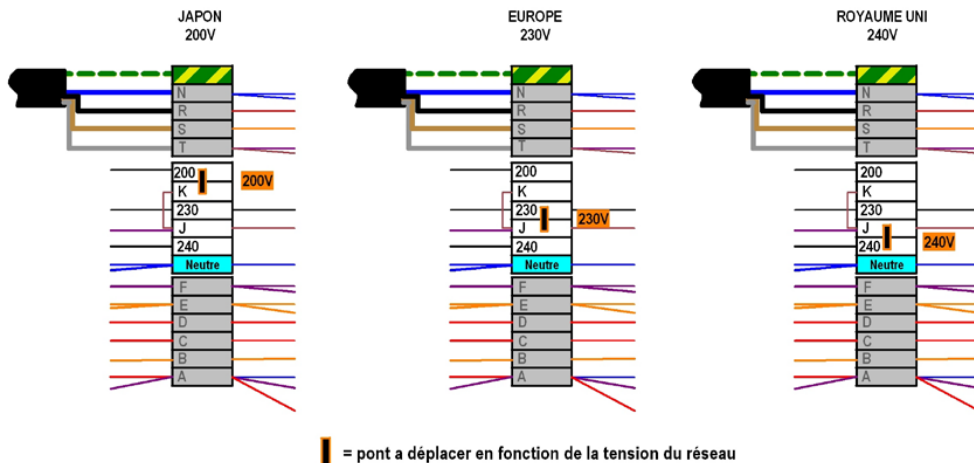 JAPON
200V
EUROPE
230V
ROYAUME UNI
240V
N
R
S
T
200
K
230
J
240
Neutre
F
E
D
C
B
A
200V
N
R
S
T
200
K
230
J
240
Neutre
F
E
D
C
B
A
230V
N
R
S
T
200
K
230
J
240
Neutre
F
E
D
C
B
A
240V
= pont a déplacer en fonction de la tension du réseau